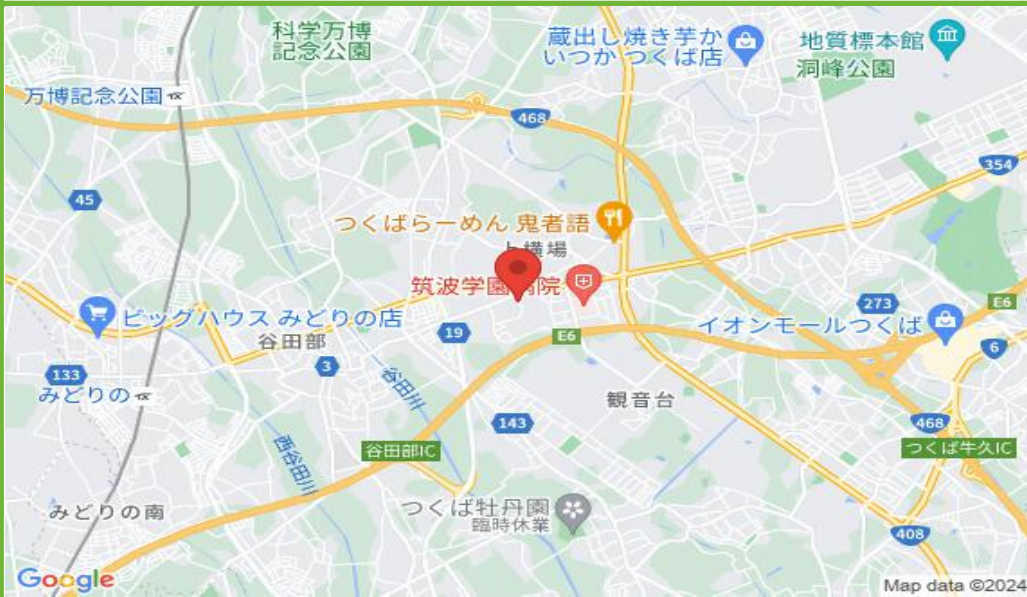 科学万博
記念公園
蔵出し焼き芋か
いつか つくば店
地質標本館
洞峰公園
万博記念公園
468
354
45
つくばらーめん 鬼者語
上横場
筑波学園病院
273
E6
ビッグハウス みどりの店
谷田部
19
E6
イオンモールつくば
6
3
133
みどりの
谷田川
観音台
143
468
谷田部IC
つくば牛久IC
西谷田川
つくば牡丹園
臨時休業
みどりの南
408
Google
Map data ©2024